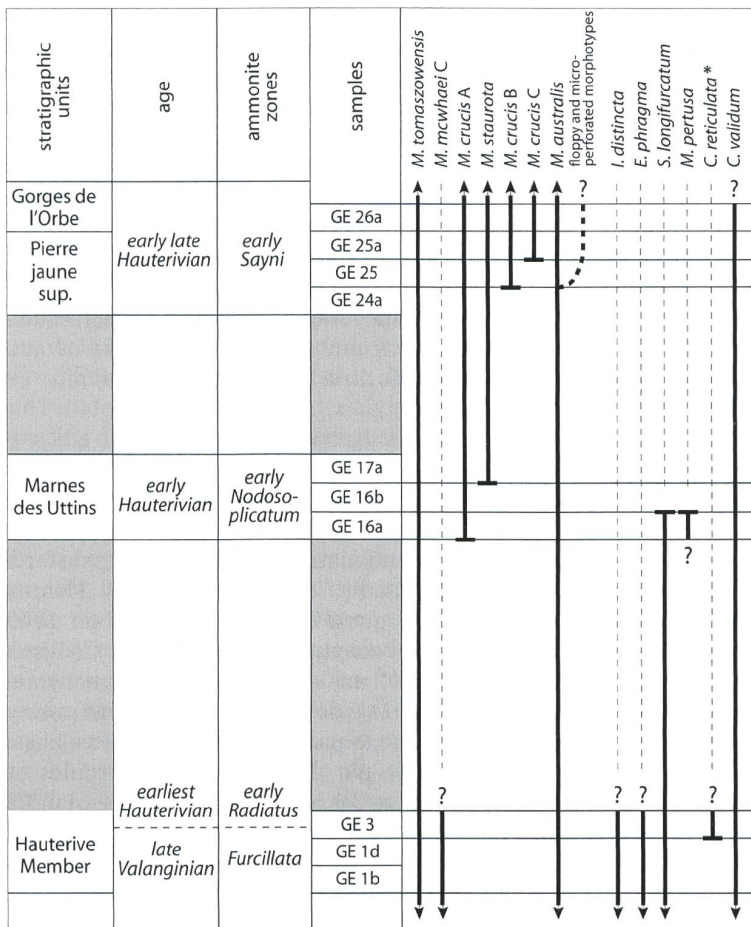 stratigraphic
units
age
ammonite
zones
samples
M. tomaszowensis
M. mcwhaei C
M. crucis A
M. staurota
M. crucis B
M. crucis C
M. australis
floppy and micro-
perforated morphotypes
I. distincta
E. phragma
S. longifurcatum
M. pertusa
C. reticulata *
C. validum
?
Gorges de
l'Orbe
Pierre
jaune
sup.
early late
Hauterivian
early
Sayni
GE 26a
GE 25a
GE 25
GE 24a
Marnes
des Uttins
early
Hauterivian
early
Nodoso-
plicatum
GE 17a
GE 16b
GE 16a
?
Hauterive
Member
earliest
Hauterivian
late
Valanginian
early
Radiatus
Furcillata
? ? ? ?
GE 3
GE 1d
GE 1b